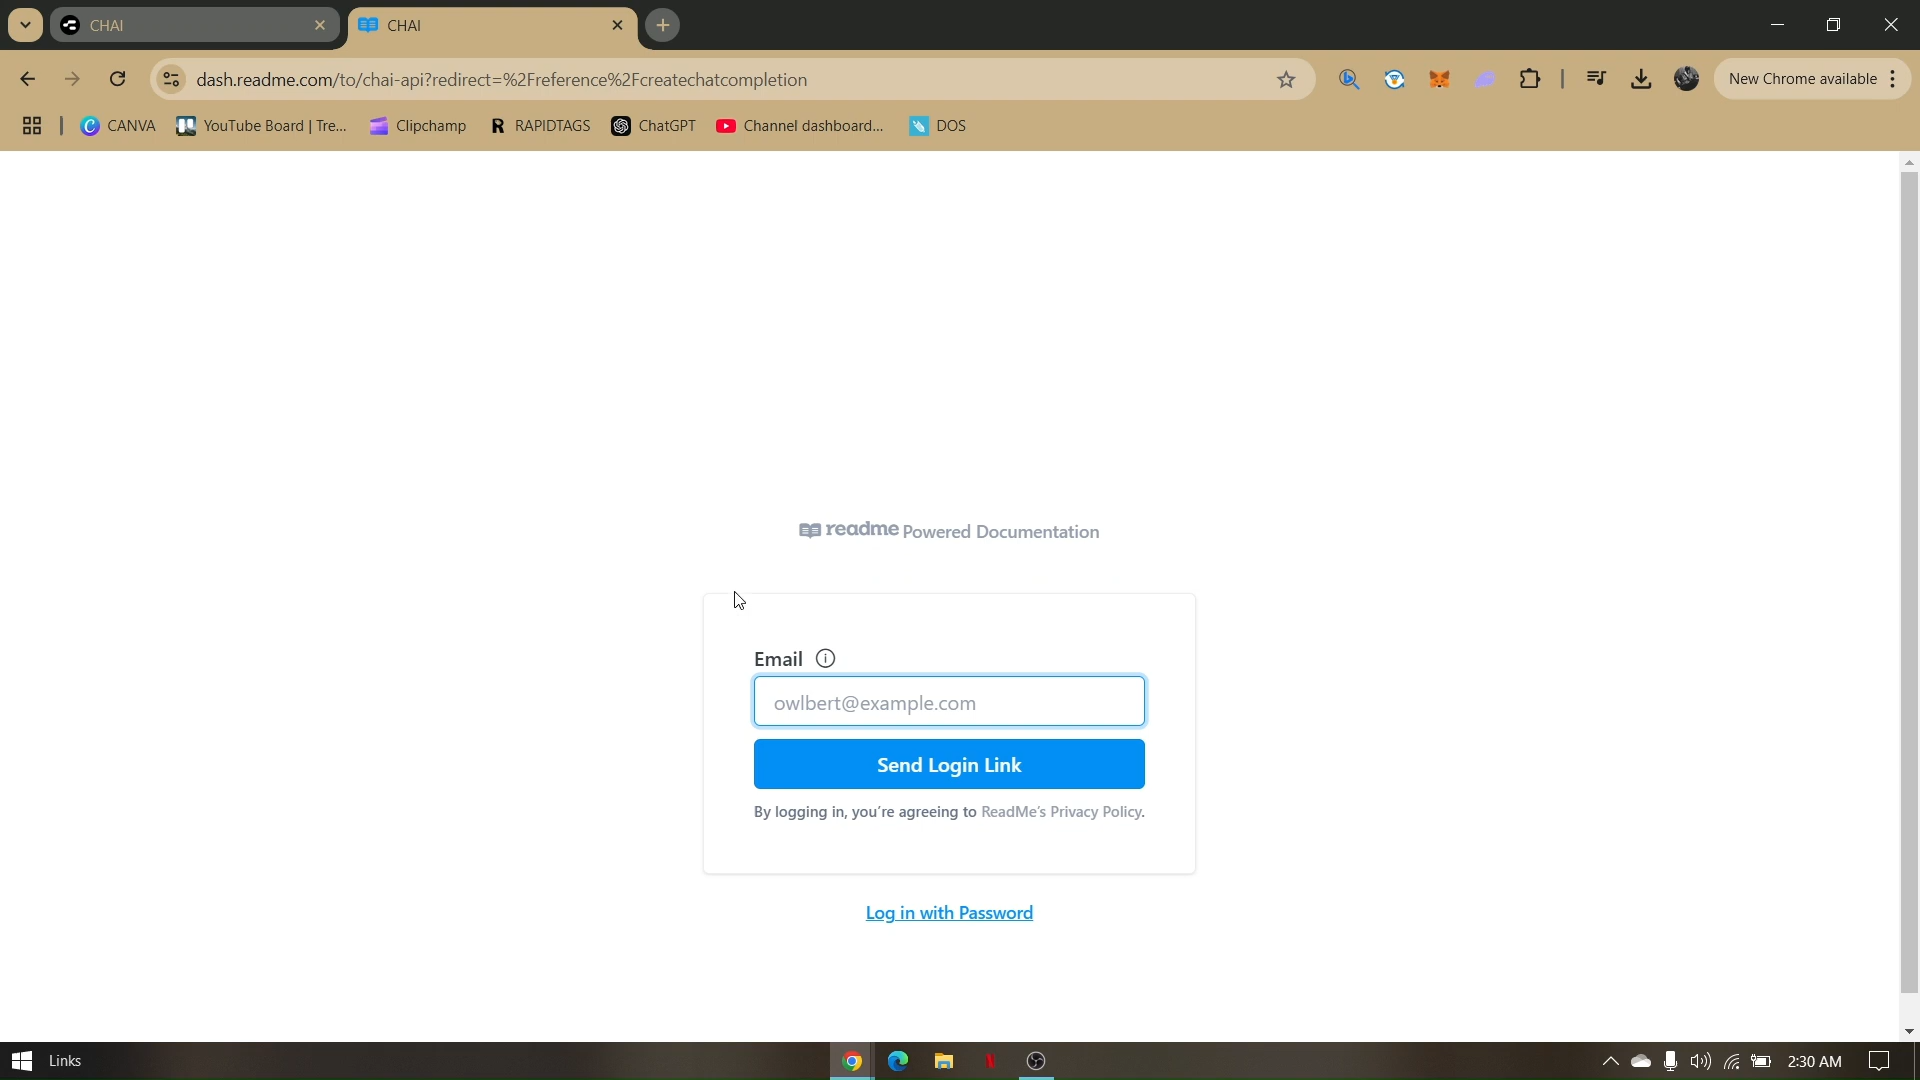 CHAI
CHAI
dash.readme.com/to/chai-api?redirect=%2Freference%2Fcreatechatcompletion
New Chrome available
CANVA
YouTube Board | Tre...
Clipchamp
R RAPIDTAGS
ChatGPT
Channel dashboard...
DOS
readme Powered Documentation
Email
owlbert@example.com
Send Login Link
By logging in, you're agreeing to ReadMe's Privacy Policy.
Log in with Password
Links
2:30 AM